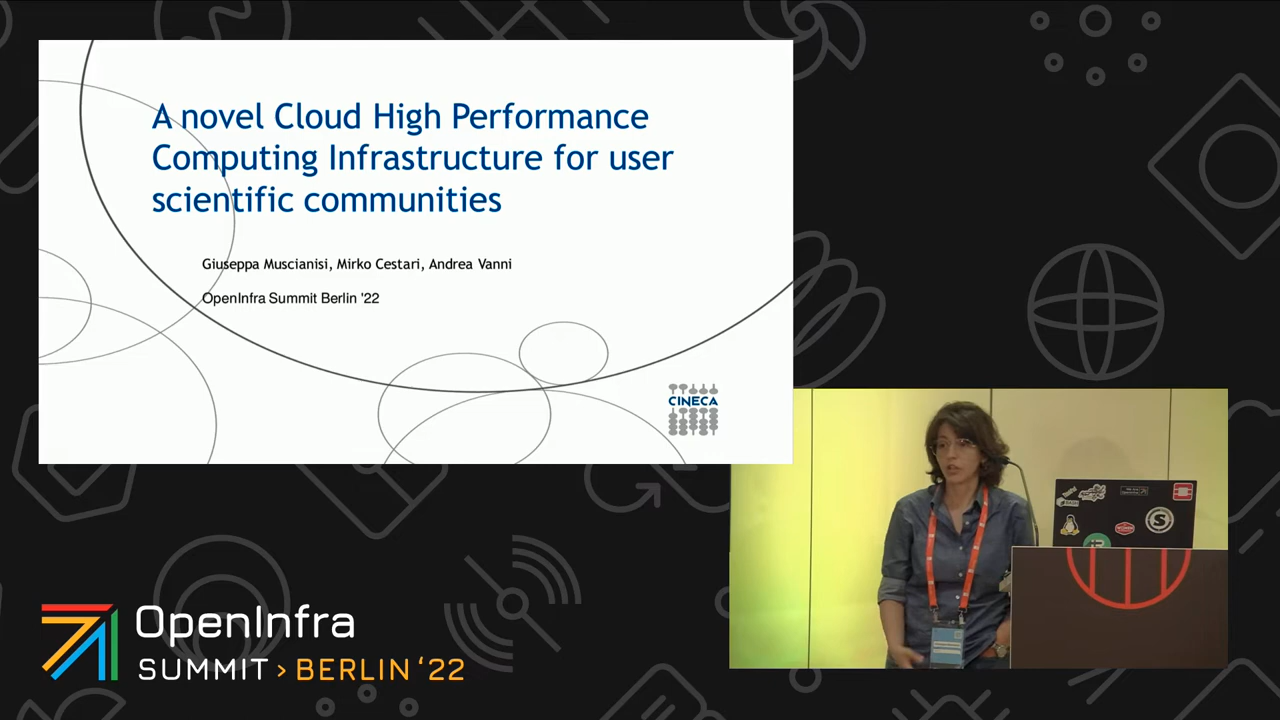 A novel Cloud High Performance
Computing Infrastructure for user
scientific communities
Giuseppa Muscianisi, Mirko Cestari, Andrea Vanni
OpenInfra Summit Berlin '22
CINECA
OpenInfra
SUMMIT > BERLIN '22